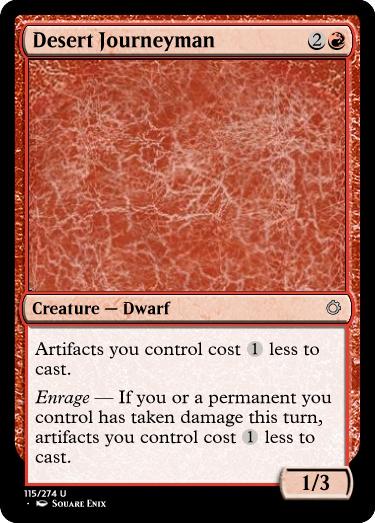 Desert Journeyman 2
Creature — Dwarf
Artifacts you control cost 1 less to
cast.
Enrage — If you or a permanent you
control has taken damage this turn,
artifacts you control cost 1 less to
cast.
1/3
115/274 U
· Square Enix